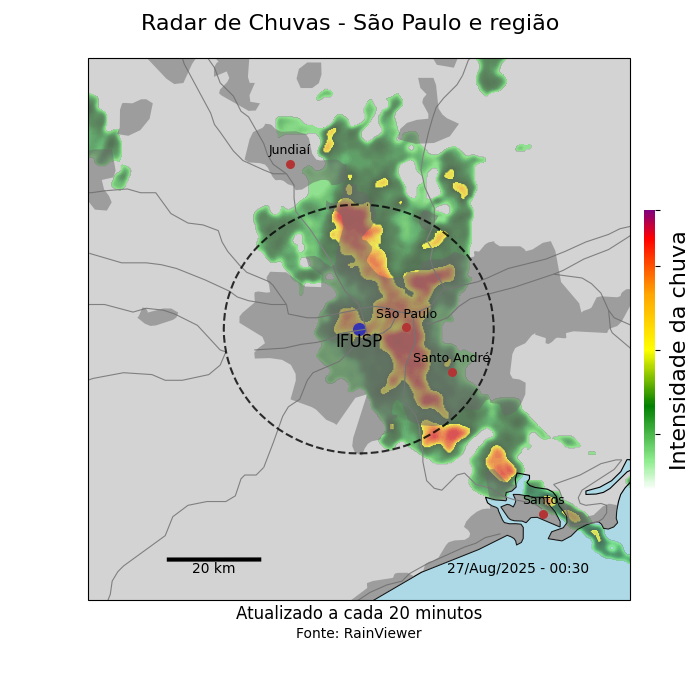 Radar de Chuvas - São Paulo e região
Jundiaí
São Paulo
IFUSP
Santo André
Santos
20 km
27/Aug/2025 - 00:30
Intensidade da chuva
Atualizado a cada 20 minutos
Fonte: RainViewer